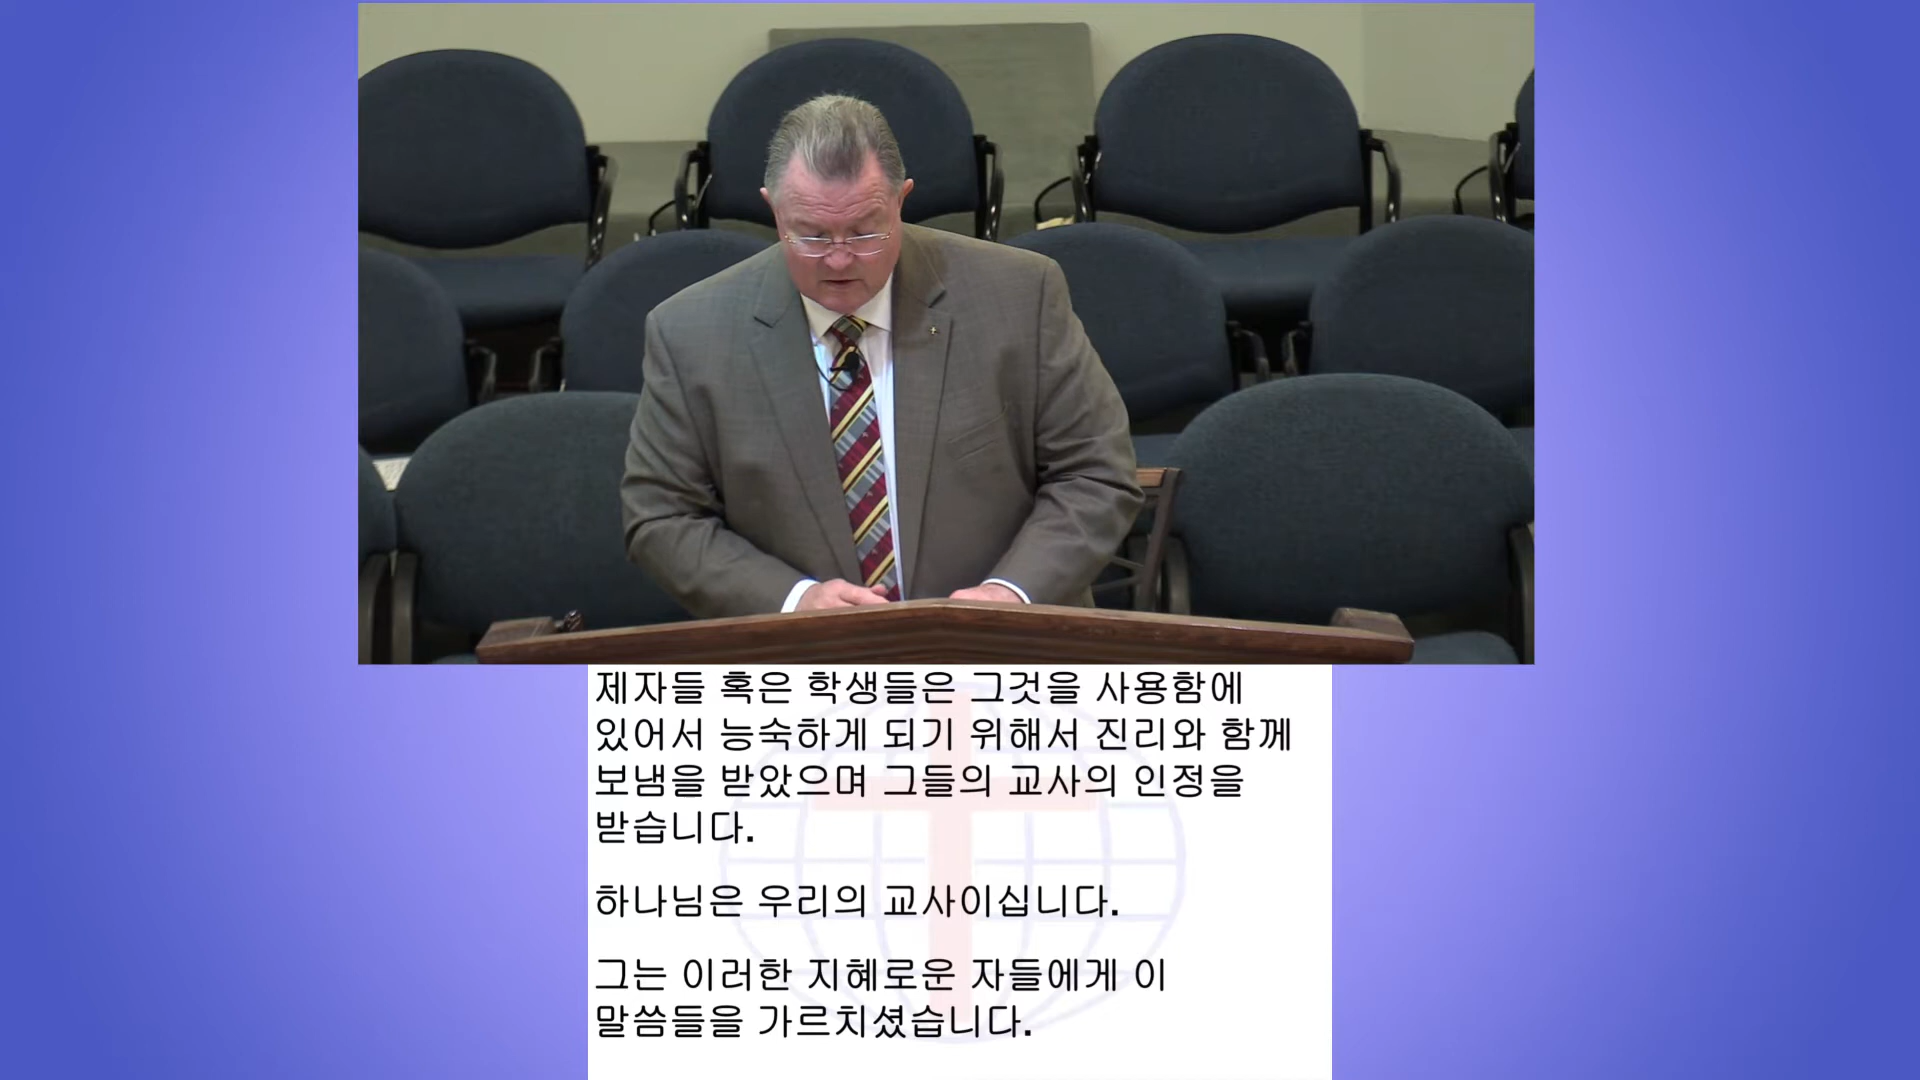 제자들 혹은 학생들은 그것을 사용함에
있어서 능숙하게 되기 위해서 진리와 함께
보냄을 받았으며 그들의 교사의 인정을
받습니다.
하나님은 우리의 교사이십니다.
그는 이러한 지혜로운 자들에게 이
말씀들을 가르치셨습니다.